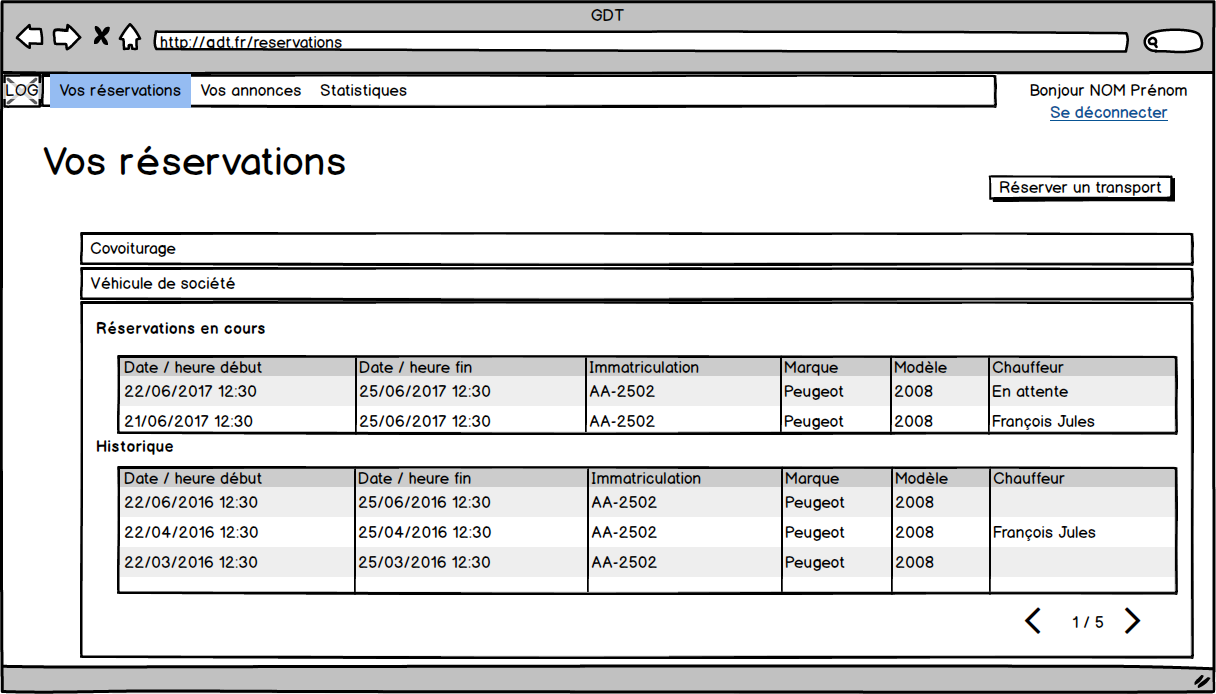 GDT
http://gdt.fr/reservations
LOG Vos réservations Vos annonces Statistiques Bonjour NOM Prénom
Se déconnecter
Vos réservations
Réserver un transport
Covoiturage
Véhicule de société
Réservations en cours
Date / heure début Date / heure fin Immatriculation Marque Modèle Chauffeur
22/06/2017 12:30 25/06/2017 12:30 AA-2502 Peugeot 2008 En attente
21/06/2017 12:30 25/06/2017 12:30 AA-2502 Peugeot 2008 François Jules
Historique
Date / heure début Date / heure fin Immatriculation Marque Modèle Chauffeur
22/06/2016 12:30 25/06/2016 12:30 AA-2502 Peugeot 2008
22/04/2016 12:30 25/04/2016 12:30 AA-2502 Peugeot 2008 François Jules
22/03/2016 12:30 25/03/2016 12:30 AA-2502 Peugeot 2008
1 / 5